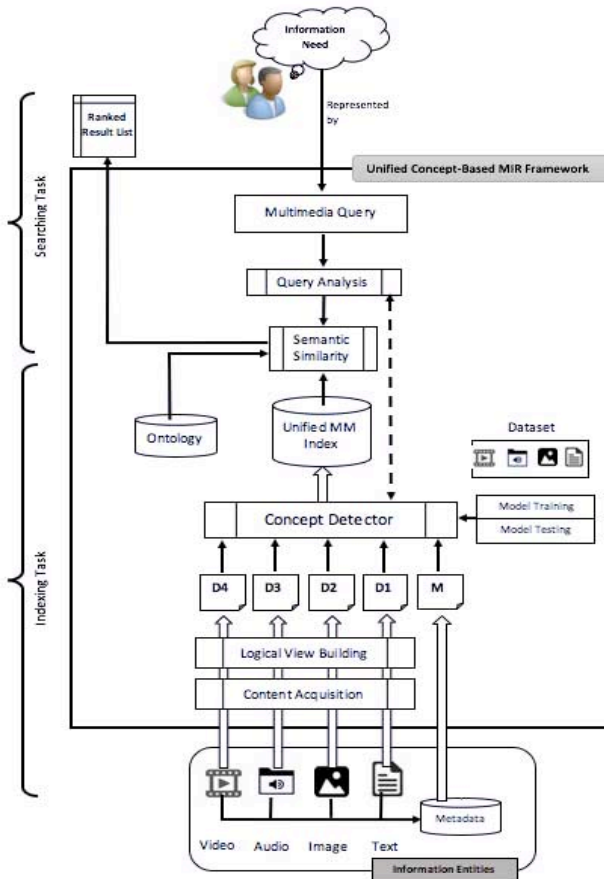 Information
Need
Represented
by
Ranked
Result List
Unified Concept-Based MIR Framework
Searching Task
Multimedia Query
Query Analysis
Semantic
Similarity
Ontology
Unified MM
Index
Dataset
Concept Detector
Model Training
Model Testing
Indexing Task
D4
D3
D2
D1
M
Logical View Building
Content Acquisition
Metadata
Video
Audio
Image
Text
Information Entities